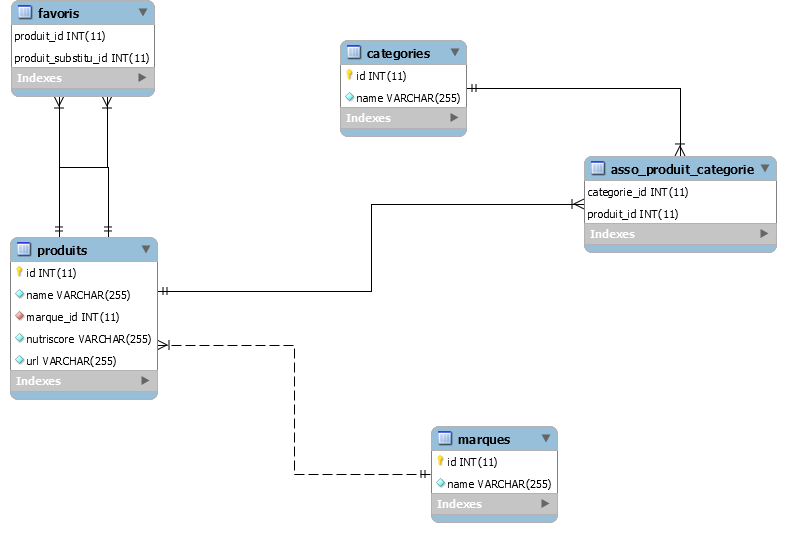 favoris
produit_id INT(11)
produit_substitu_id INT(11)
Indexes
categories
id INT(11)
name VARCHAR(255)
Indexes
asso_produit_categorie
categorie_id INT(11)
produit_id INT(11)
Indexes
produits
id INT(11)
name VARCHAR(255)
marque_id INT(11)
nutriscore VARCHAR(255)
url VARCHAR(255)
Indexes
marques
id INT(11)
name VARCHAR(255)
Indexes